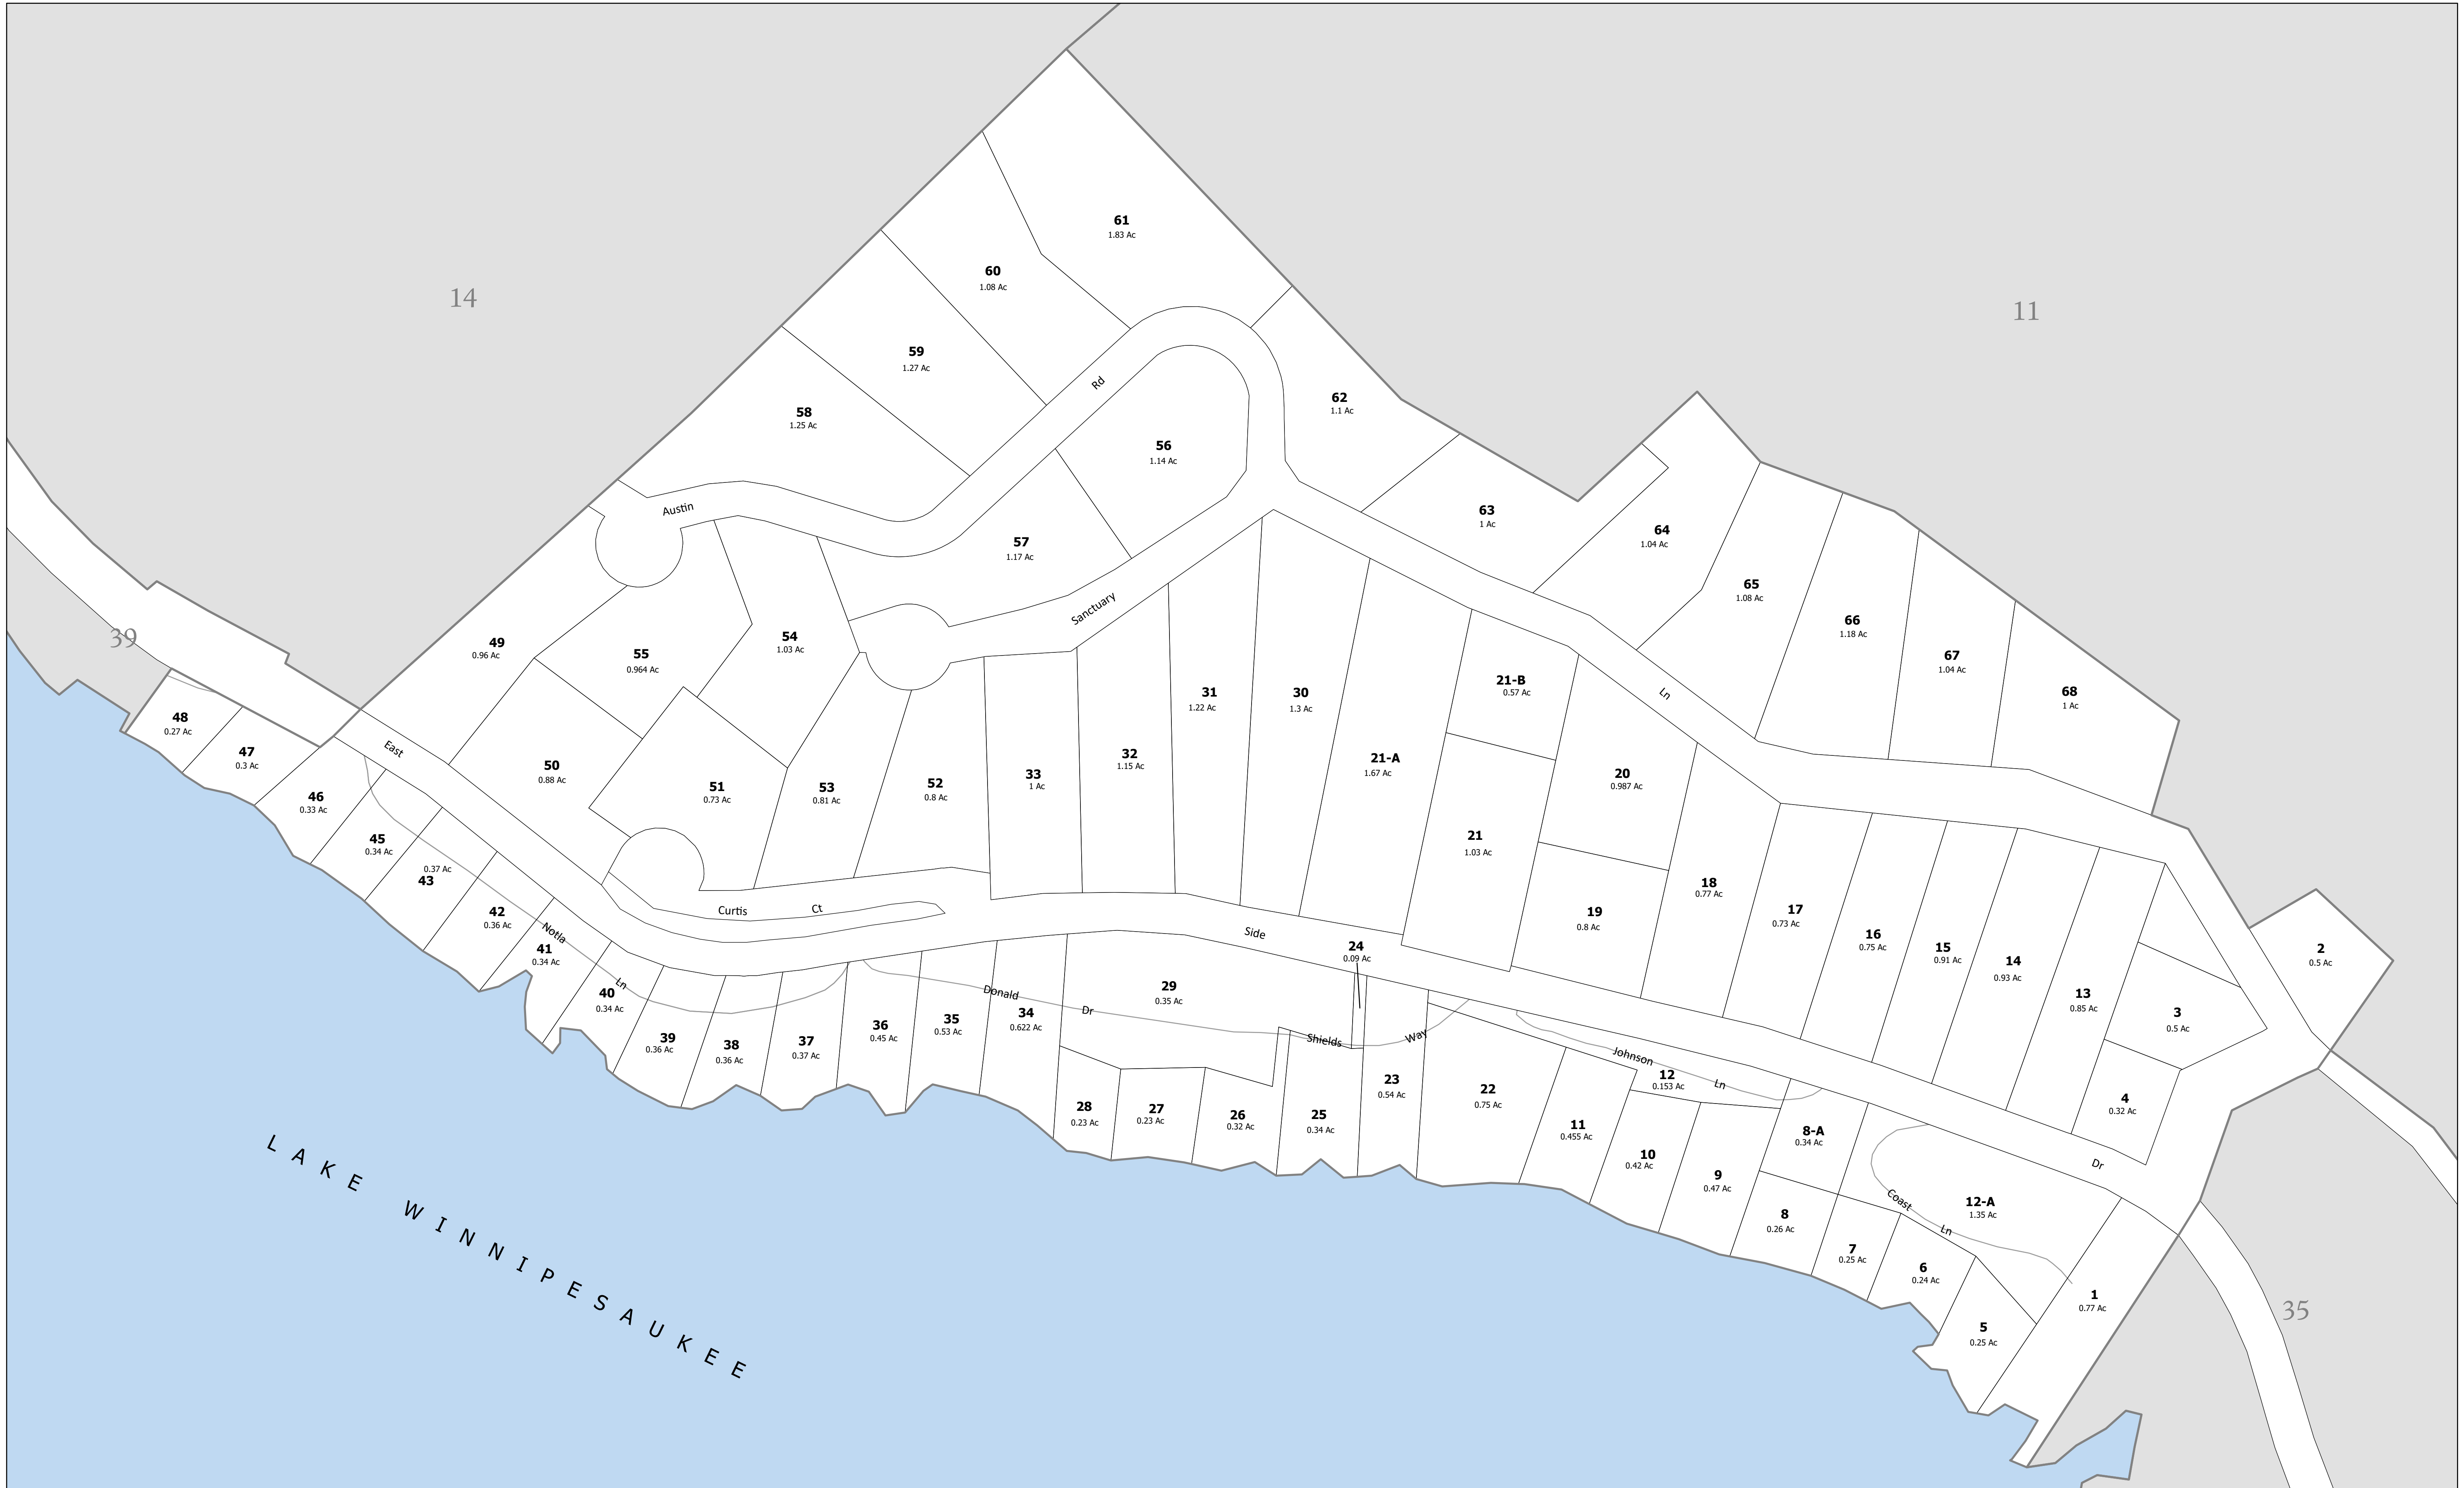 61
1.83 Ac
60
1.08 Ac
14
11
59
1.27 Ac
Rd
62
1.1 Ac
58
1.25 Ac
56
1.14 Ac
Austin
63
1 Ac
64
1.04 Ac
57
1.17 Ac
65
1.08 Ac
Sanctuary
66
1.18 Ac
39
49
0.96 Ac
55
0.964 Ac
54
1.03 Ac
67
1.04 Ac
21-B
0.57 Ac
31
1.22 Ac
30
1.3 Ac
Ln
68
1 Ac
48
0.27 Ac
47
0.3 Ac
East
50
0.88 Ac
51
0.73 Ac
53
0.81 Ac
52
0.8 Ac
33
1 Ac
32
1.15 Ac
21-A
1.67 Ac
20
0.987 Ac
46
0.33 Ac
45
0.34 Ac
0.37 Ac
43
21
1.03 Ac
18
0.77 Ac
42
0.36 Ac
Curtis
Ct
19
0.8 Ac
17
0.73 Ac
Notla
Ln
41
0.34 Ac
Side
24
0.09 Ac
16
0.75 Ac
15
0.91 Ac
14
0.93 Ac
2
0.5 Ac
40
0.34 Ac
Donald
Dr
29
0.35 Ac
13
0.85 Ac
3
0.5 Ac
39
0.36 Ac
38
0.36 Ac
37
0.37 Ac
36
0.45 Ac
35
0.53 Ac
34
0.622 Ac
Shields
Way
Johnson
Ln
12
0.153 Ac
28
0.23 Ac
27
0.23 Ac
26
0.32 Ac
25
0.34 Ac
23
0.54 Ac
22
0.75 Ac
11
0.455 Ac
10
0.42 Ac
9
0.47 Ac
8-A
0.34 Ac
4
0.32 Ac
Dr
8
0.26 Ac
Coast
Ln
12-A
1.35 Ac
7
0.25 Ac
6
0.24 Ac
5
0.25 Ac
1
0.77 Ac
35
LAKE WINNIPESAUKEE